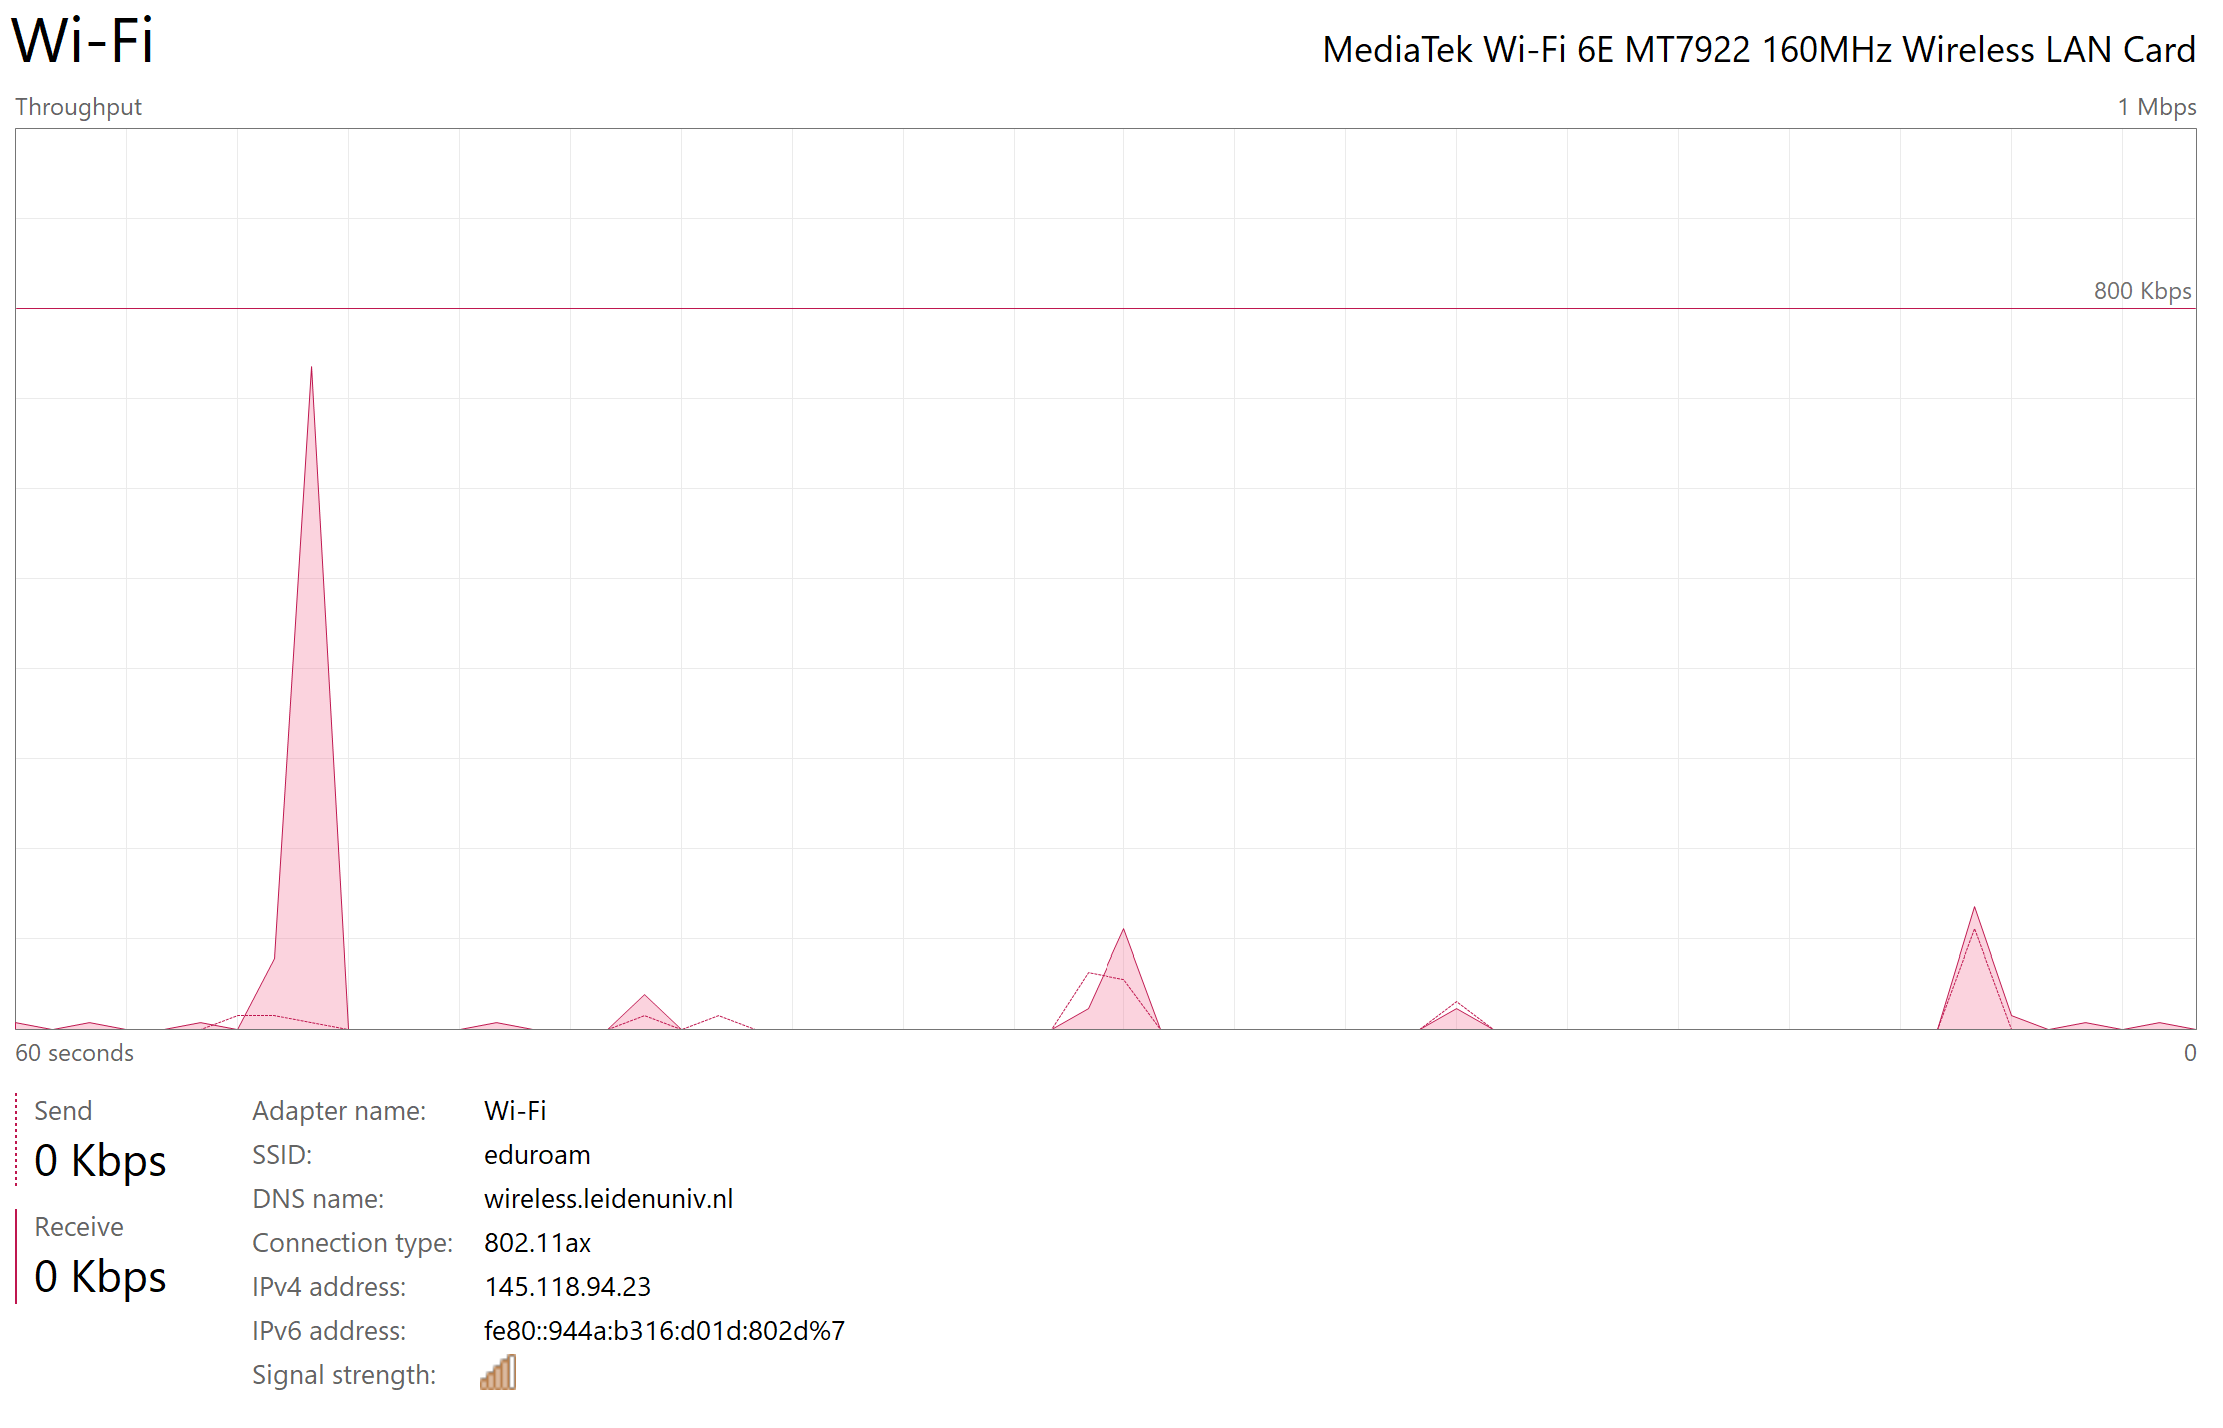 Wi-Fi
MediaTek Wi-Fi 6E MT7922 160MHz Wireless LAN Card
Throughput
1 Mbps
800 Kbps
60 seconds
0
Send
0 Kbps
Receive
0 Kbps
Adapter name: Wi-Fi
SSID: eduroam
DNS name: wireless.leidenuniv.nl
Connection type: 802.11ax
IPv4 address: 145.118.94.23
IPv6 address: fe80::944a:b316:d01d:802d%7
Signal strength: